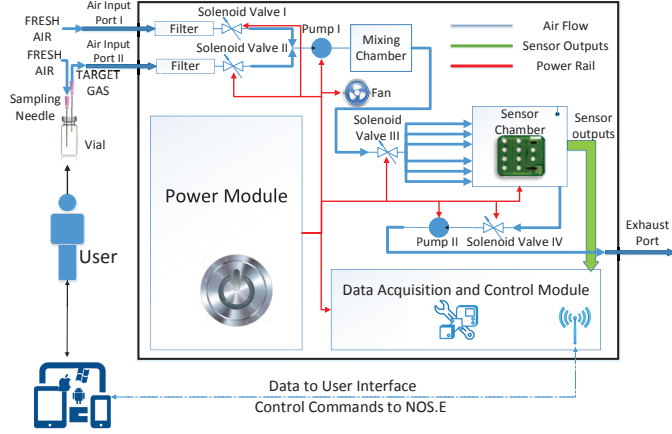 FRESH
AIR
Air Input
Port I
Filter
Solenoid Valve I
Pump I
Mixing
Chamber
Air Flow
Sensor Outputs
Power Rail
FRESH
AIR
Air Input
Port II
Filter
Solenoid Valve II
TARGET
GAS
Sampling
Needle
Vial
Fan
Solenoid
Valve III
Sensor
Chamber
Sensor
outputs
Power Module
User
Pump II
Solenoid Valve IV
Exhaust
Port
Data Acquisition and Control Module
Data to User Interface
Control Commands to NOS.E